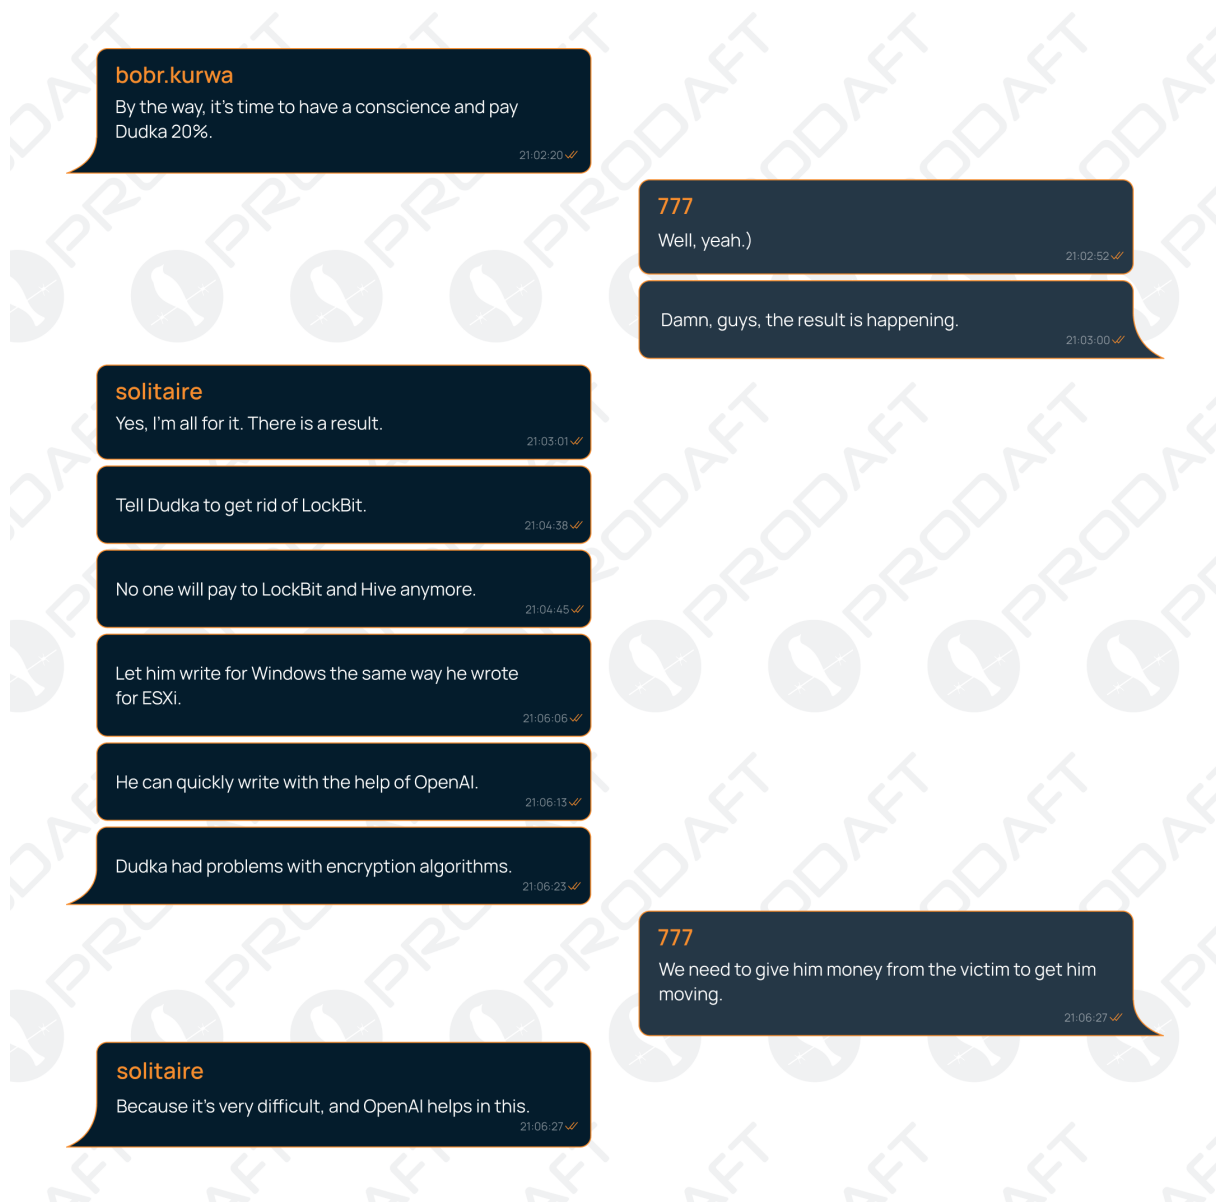 bobr.kurwa
By the way, it's time to have a conscience and pay
Dudka 20%.
21:02:20
777
Well, yeah.)
21:02:52
Damn, guys, the result is happening.
21:03:00
solitaire
Yes, I'm all for it. There is a result.
21:03:01
Tell Dudka to get rid of LockBit.
21:04:38
No one will pay to LockBit and Hive anymore.
21:04:45
Let him write for Windows the same way he wrote
for ESXi.
21:06:06
He can quickly write with the help of OpenAI.
21:06:13
Dudka had problems with encryption algorithms.
21:06:23
777
We need to give him money from the victim to get him
moving.
21:06:27
solitaire
Because it's very difficult, and OpenAI helps in this.
21:06:27
PRODAFT